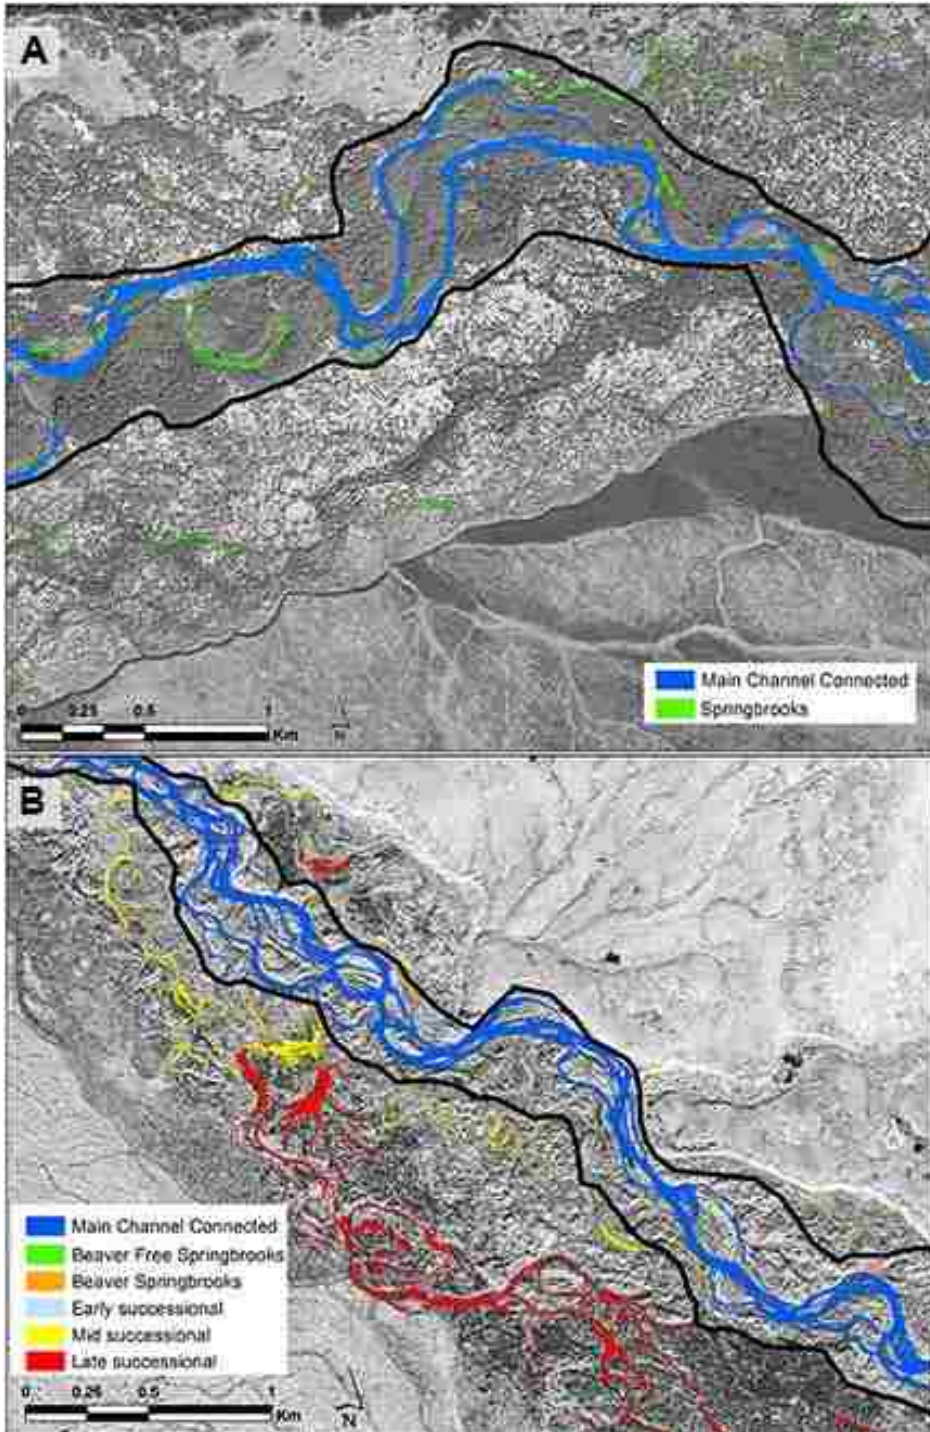 A
Main Channel Connected
Springbrooks
0 0.25 0.5 1
Km
N
B
Main Channel Connected
Beaver Free Springbrooks
Beaver Springbrooks
Early successional
Mid successional
Late successional
0 0.25 0.5 1
Km
N